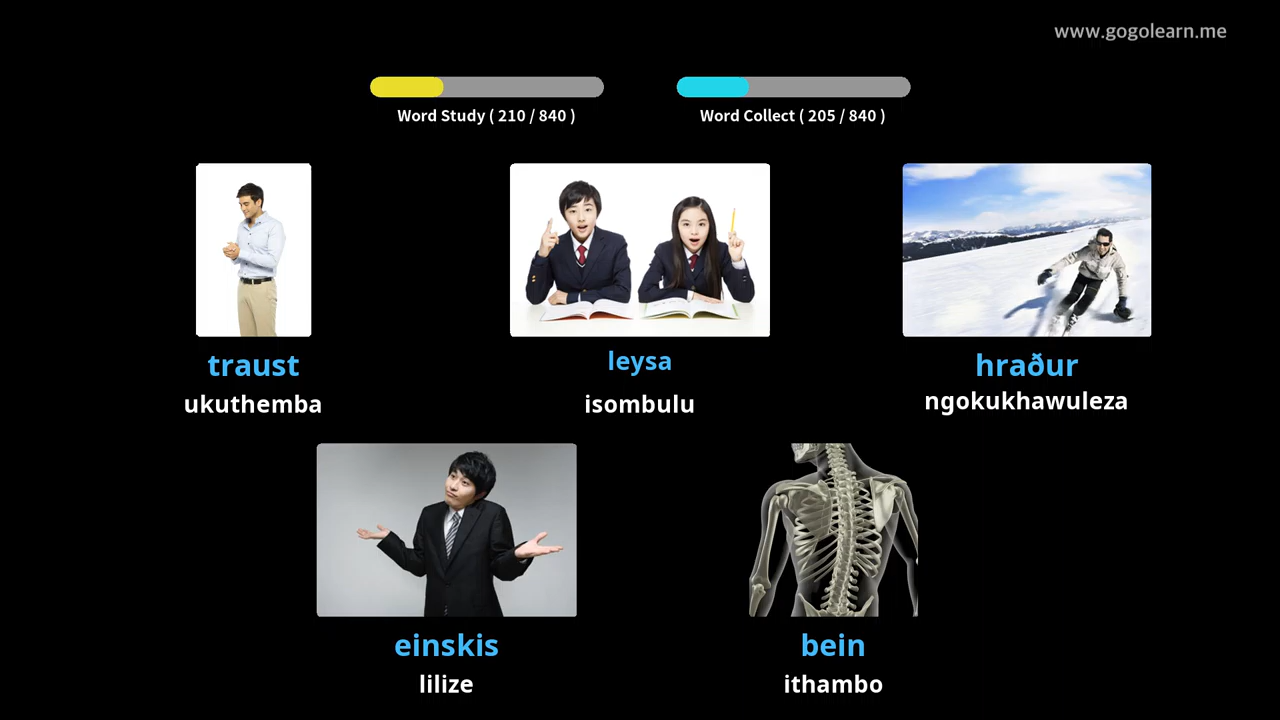 www.gogolearn.me
Word Study ( 210 / 840 )
Word Collect ( 205 / 840 )
traust
ukuthemba
leysa
isombulu
hraður
ngokukhawuleza
einskis
lilize
bein
ithambo